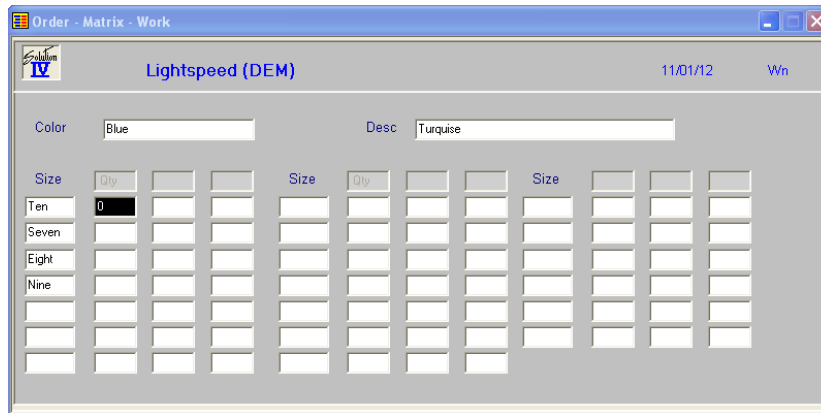 Order - Matrix - Work
Solution IV
Lightspeed (DEM) 11/01/12 Wn
Color Blue Desc Turquise
Size Qty Size Qty Size
Ten 0
Seven
Eight
Nine